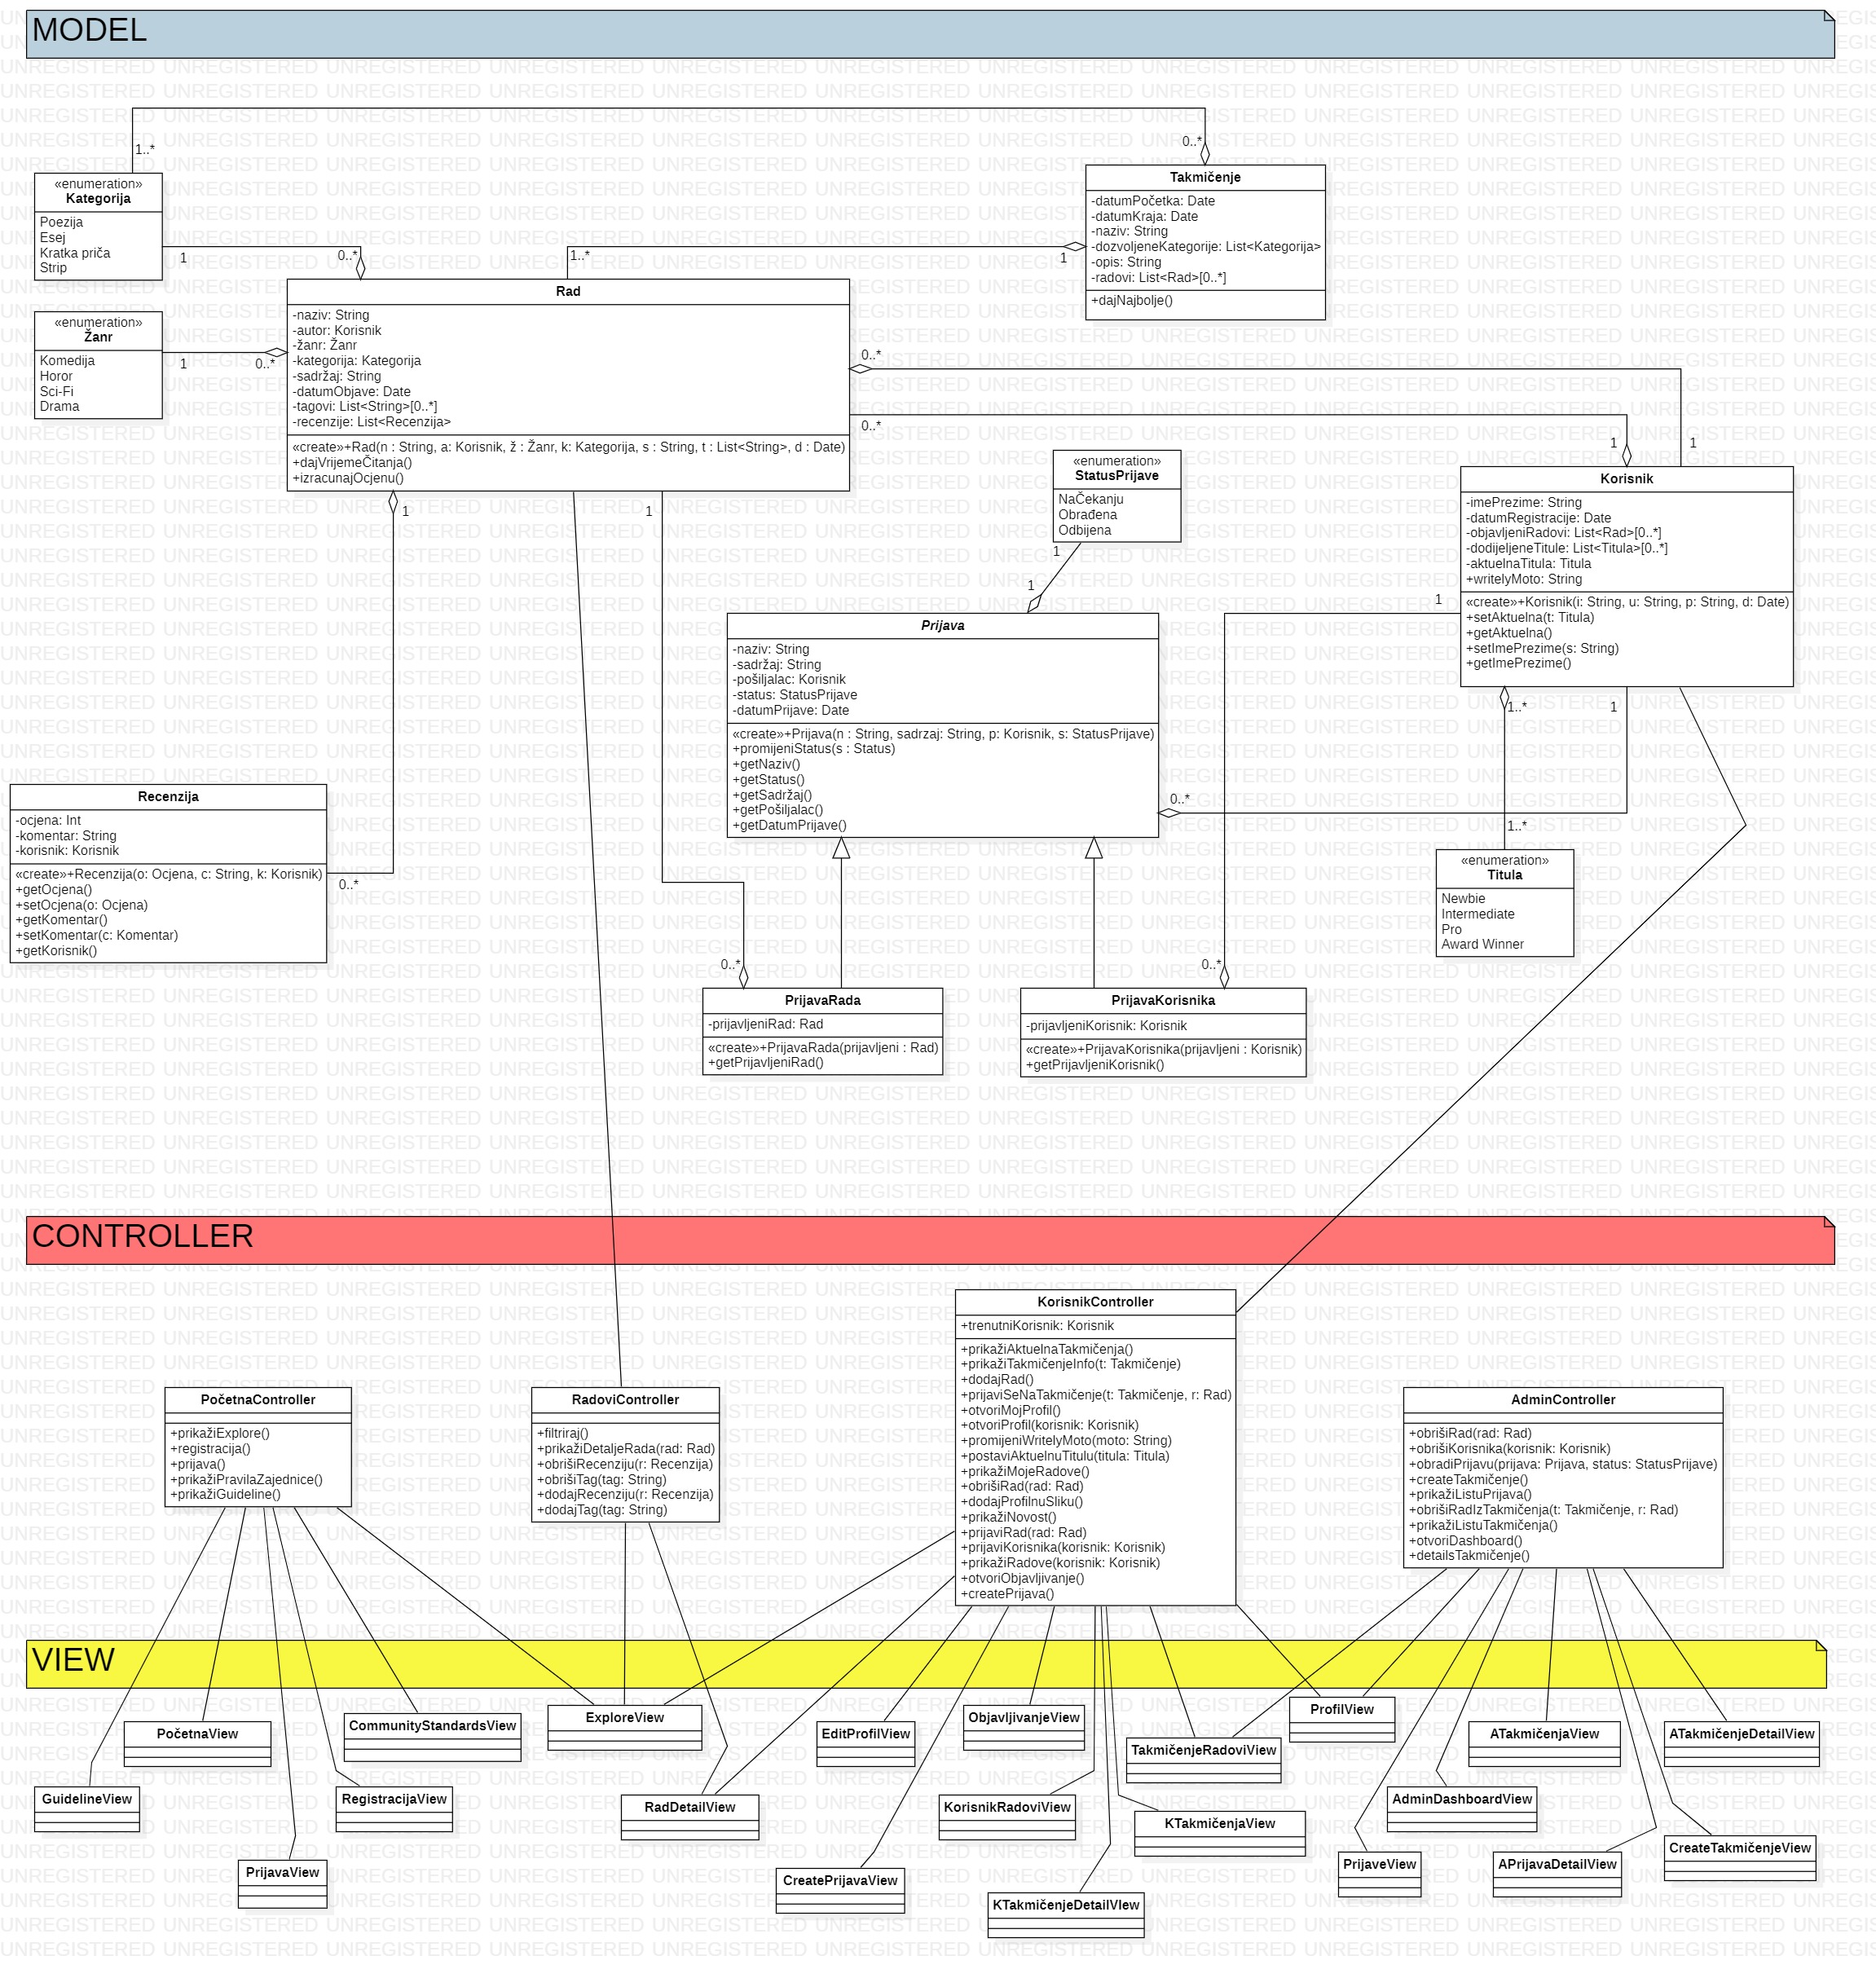 MODEL
1..*
0..*
«enumeration»
Kategorija
Poezija
Esej
Kratka priča
Strip
1
0..*
Takmičenje
-datumPočetka: Date
-datumKraja: Date
-naziv: String
-dozvoljeneKategorije: List<Kategorija>
-opis: String
-radovi: List<Rad>[0..*]
+dajNajbolje()
1..*
1
«enumeration»
Žanr
Komedija
Horor
Sci-Fi
Drama
1
0..*
Rad
-naziv: String
-autor: Korisnik
-žanr: Žanr
-kategorija: Kategorija
-sadržaj: String
-datumObjave: Date
-tagovi: List<String>[0..*]
-recenzije: List<Recenzija>
«create»+Rad(n : String, a: Korisnik, ž : Žanr, k: Kategorija, s : String, t : List<String>, d : Date)
+dajVrijemeČitanja()
+izracunajOcjenu()
0..*
0..*
1
1
1
1
«enumeration»
StatusPrijave
NaČekanju
Obrađena
Odbijena
1
1
Korisnik
-imePrezime: String
-datumRegistracije: Date
-objavljeniRadovi: List<Rad>[0..*]
-dodijeljeneTitule: List<Titula>[0..*]
-aktuelnaTitula: Titula
+writelyMoto: String
«create»+Korisnik(i: String, u: String, p: String, d: Date)
+setAktuelna(t: Titula)
+getAktuelna()
+setImePrezime(s: String)
+getImePrezime()
1
1..*
1
Prijava
-naziv: String
-sadržaj: String
-pošiljalac: Korisnik
-status: StatusPrijave
-datumPrijave: Date
«create»+Prijava(n : String, sadrzaj: String, p: Korisnik, s: StatusPrijave)
+promijeniStatus(s : Status)
+getNaziv()
+getStatus()
+getSadržaj()
+getPošiljalac()
+getDatumPrijave()
0..*
1..*
Recenzija
-ocjena: Int
-komentar: String
-korisnik: Korisnik
«create»+Recenzija(o: Ocjena, c: String, k: Korisnik)
+getOcjena()
+setOcjena(o: Ocjena)
+getKomentar()
+setKomentar(c: Komentar)
+getKorisnik()
0..*
«enumeration»
Titula
Newbie
Intermediate
Pro
Award Winner
0..*
0..*
PrijavaRada
-prijavljeniRad: Rad
«create»+PrijavaRada(prijavljeni : Rad)
+getPrijavljeniRad()
PrijavaKorisnika
-prijavljeniKorisnik: Korisnik
«create»+PrijavaKorisnika(prijavljeni : Korisnik)
+getPrijavljeniKorisnik()
CONTROLLER
PočetnaController
+prikažiExplore()
+registracija()
+prijava()
+prikažiPravilaZajednice()
+prikažiGuideline()
RadoviController
+filtriraj()
+prikažiDetaljeRada(rad: Rad)
+obrišiRecenziju(r: Recenzija)
+obrišiTag(tag: String)
+dodajRecenziju(r: Recenzija)
+dodajTag(tag: String)
KorisnikController
+trenutniKorisnik: Korisnik
+prikažiAktuelnaTakmičenja()
+prikažiTakmičenjeInfo(t: Takmičenje)
+dodajRad()
+prijaviSeNaTakmičenje(t: Takmičenje, r: Rad)
+otvoriMojProfil()
+otvoriProfil(korisnik: Korisnik)
+promijeniWritelyMoto(moto: String)
+postaviAktuelnuTitulu(titula: Titula)
+prikažiMojeRadove()
+obrišiRad(rad: Rad)
+dodajProfilnuSliku()
+prikažiNovost()
+prijaviRad(rad: Rad)
+prijaviKorisnika(korisnik: Korisnik)
+prikažiRadove(korisnik: Korisnik)
+otvoriObjavljivanje()
+createPrijava()
AdminController
+obrišiRad(rad: Rad)
+obrišiKorisnika(korisnik: Korisnik)
+obradiPrijavu(prijava: Prijava, status: StatusPrijave)
+createTakmičenje()
+prikažiListuPrijava()
+obrišiRadIzTakmičenja(t: Takmičenje, r: Rad)
+prikažiListuTakmičenja()
+otvoriDashboard()
+detailsTakmičenje()
VIEW
PočetnaView
CommunityStandardsView
ExploreView
EditProfilView
ObjavljivanjeView
TakmičenjeRadoviView
ProfilView
ATakmičenjaView
ATakmičenjeDetailView
GuidelineView
RegistracijaView
RadDetailView
KorisnikRadoviView
KTakmičenjaView
AdminDashboardView
PrijavaView
CreatePrijavaView
KTakmičenjeDetailVIew
PrijaveView
APrijavaDetailView
CreateTakmičenjeView
UNREGISTERED